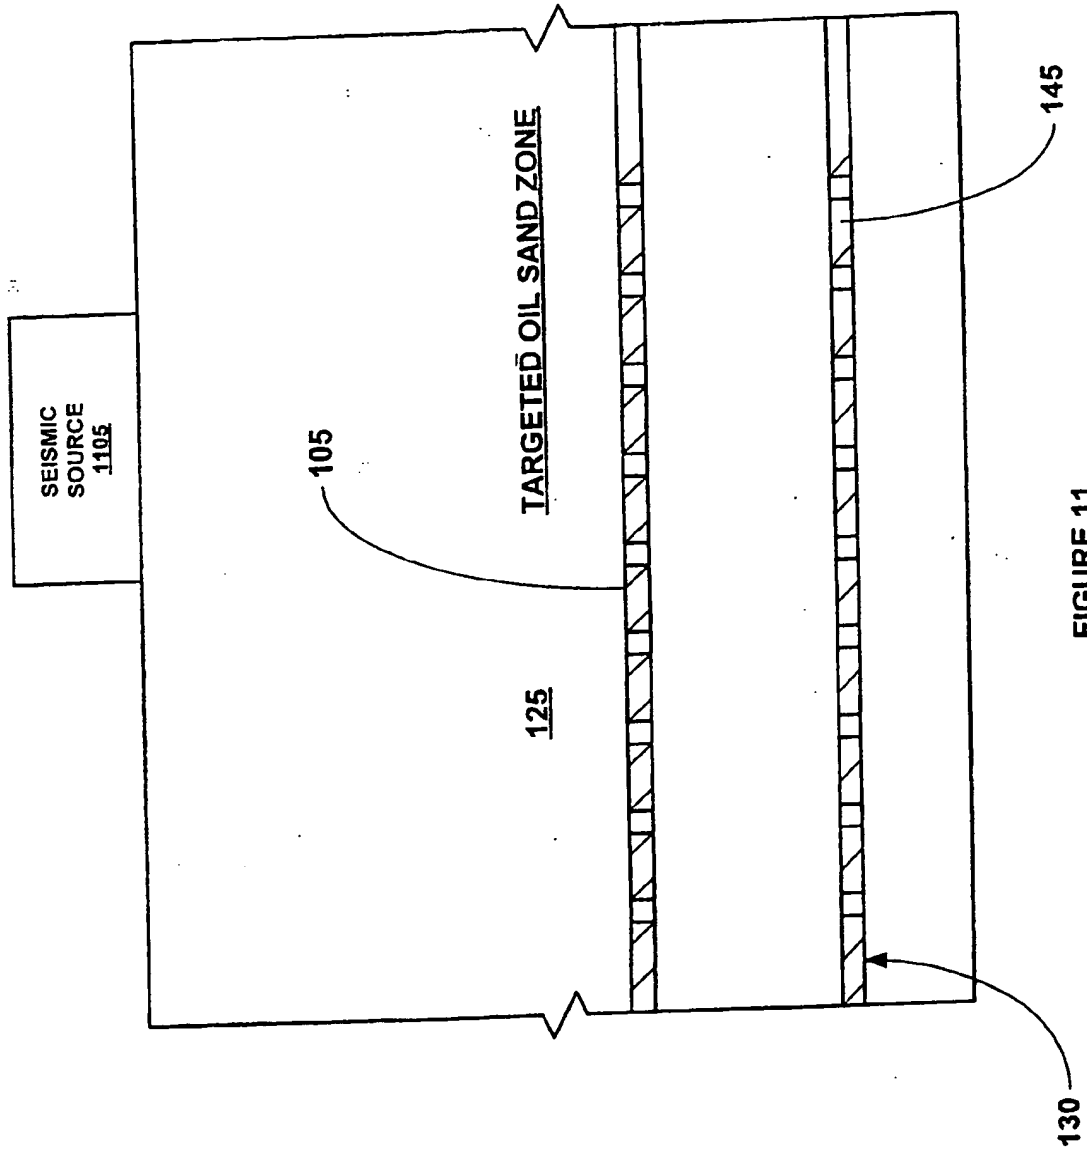 SEISMIC
SOURCE
1105
105
TARGETED OIL SAND ZONE
125
145
130
FIGURE 11